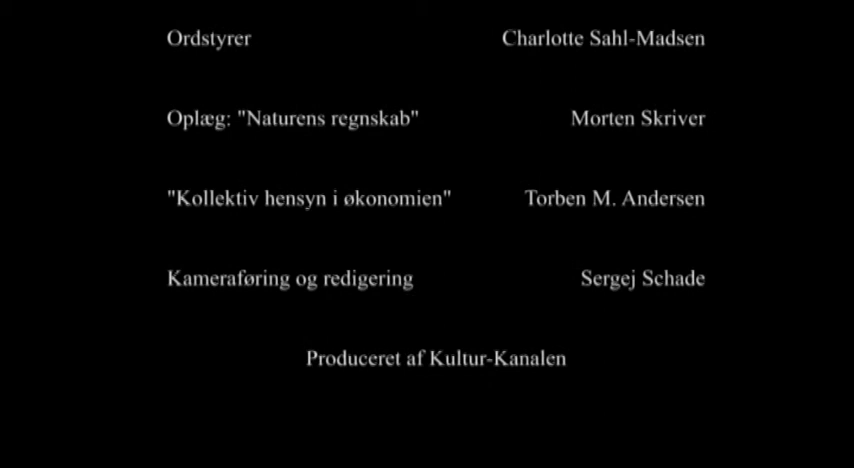 Ordstyrer Charlotte Sahl-Madsen
Oplæg: "Naturens regnskab" Morten Skriver
"Kollektiv hensyn i økonomien" Torben M. Andersen
Kameraføring og redigering Sergej Schade
Produceret af Kultur-Kanalen